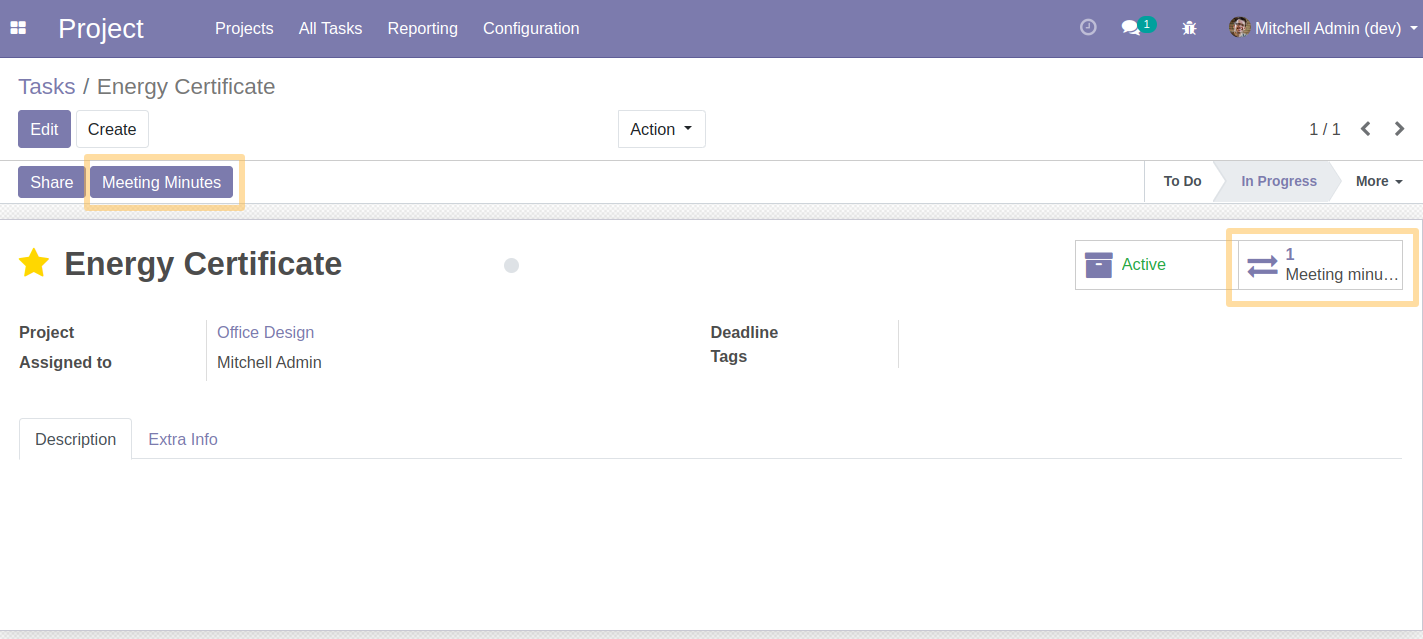 Project Projects All Tasks Reporting Configuration 1 Mitchell Admin (dev)
Tasks / Energy Certificate
Edit Create Action 1 / 1
Share Meeting Minutes To Do In Progress More
Energy Certificate Active 1
Meeting minu...
Project Office Design Deadline
Assigned to Mitchell Admin Tags
Description Extra Info